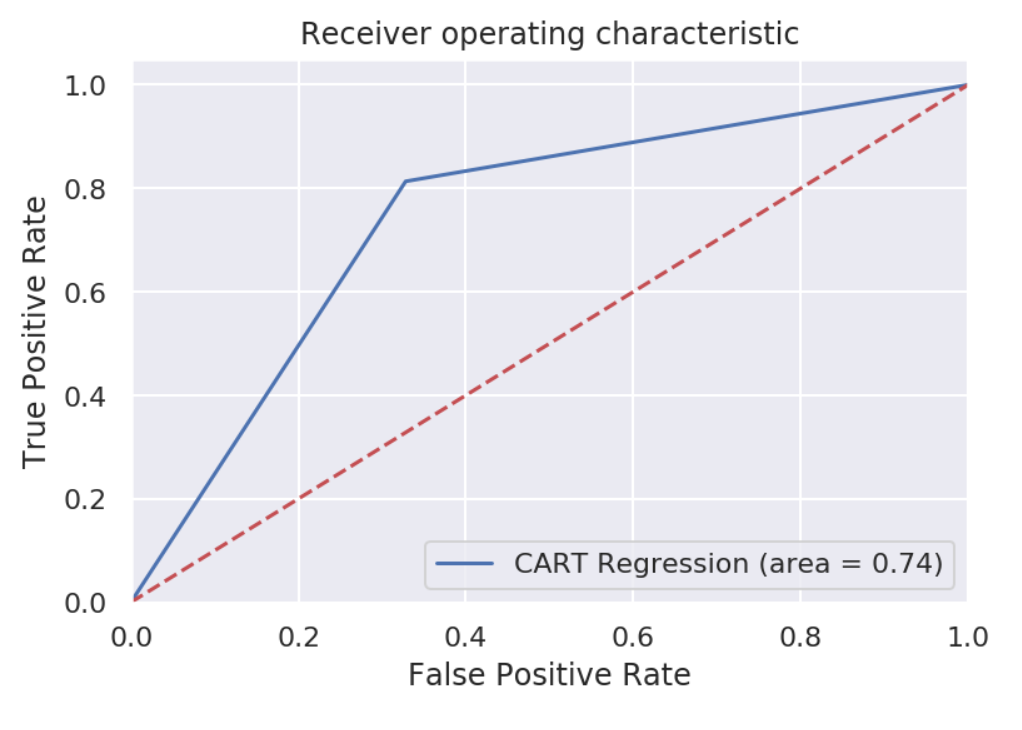 Receiver operating characteristic
True Positive Rate
1.0
0.8
0.6
0.4
0.2
0.0
CART Regression (area = 0.74)
0.0 0.2 0.4 0.6 0.8 1.0
False Positive Rate